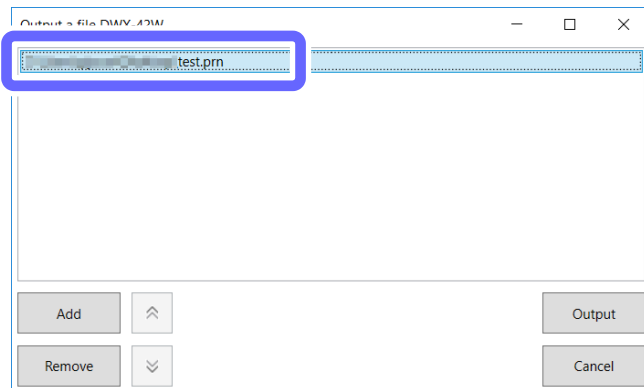 Output a file DWX-42W
test.prn
Add
Output
Remove
Cancel